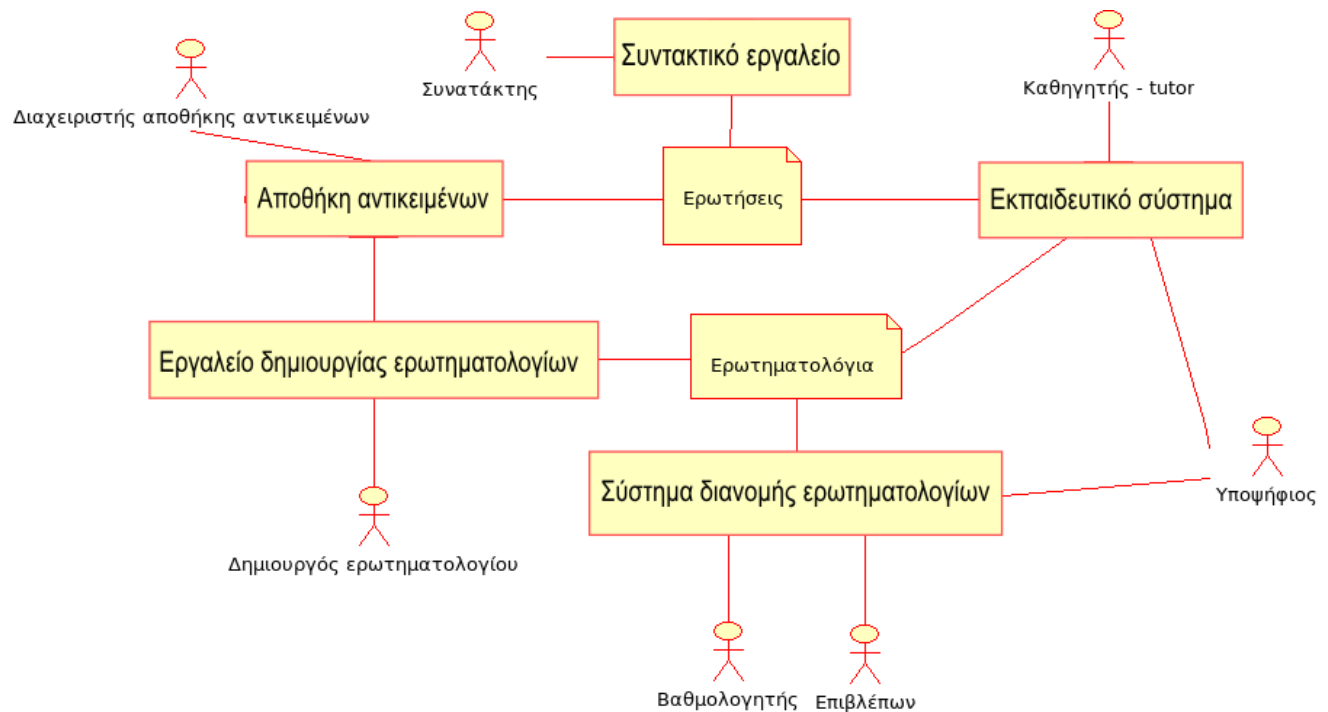 Συντακτικό εργαλείο
Συνατάκτης
Καθηγητής - tutor
Διαχειριστής αποθήκης αντικειμένων
Αποθήκη αντικειμένων
Ερωτήσεις
Εκπαιδευτικό σύστημα
Εργαλείο δημιουργίας ερωτηματολογίων
Ερωτηματολόγια
Σύστημα διανομής ερωτηματολογίων
Υποψήφιος
Δημιουργός ερωτηματολογίου
Βαθμολογητής
Επιβλέπων